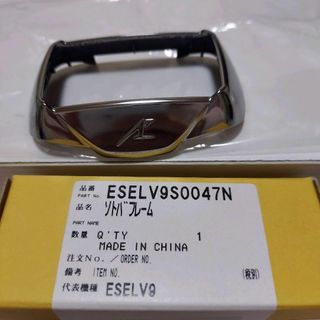 品番 ESELV9S0047N
PART No.
品名 ソトバフレーム
PART NAME
数量 Q'TY 1
MADE IN CHINA
注文No./ORDER NO.
備考 ITEM NO. (税別)
代表機種 ESELV9